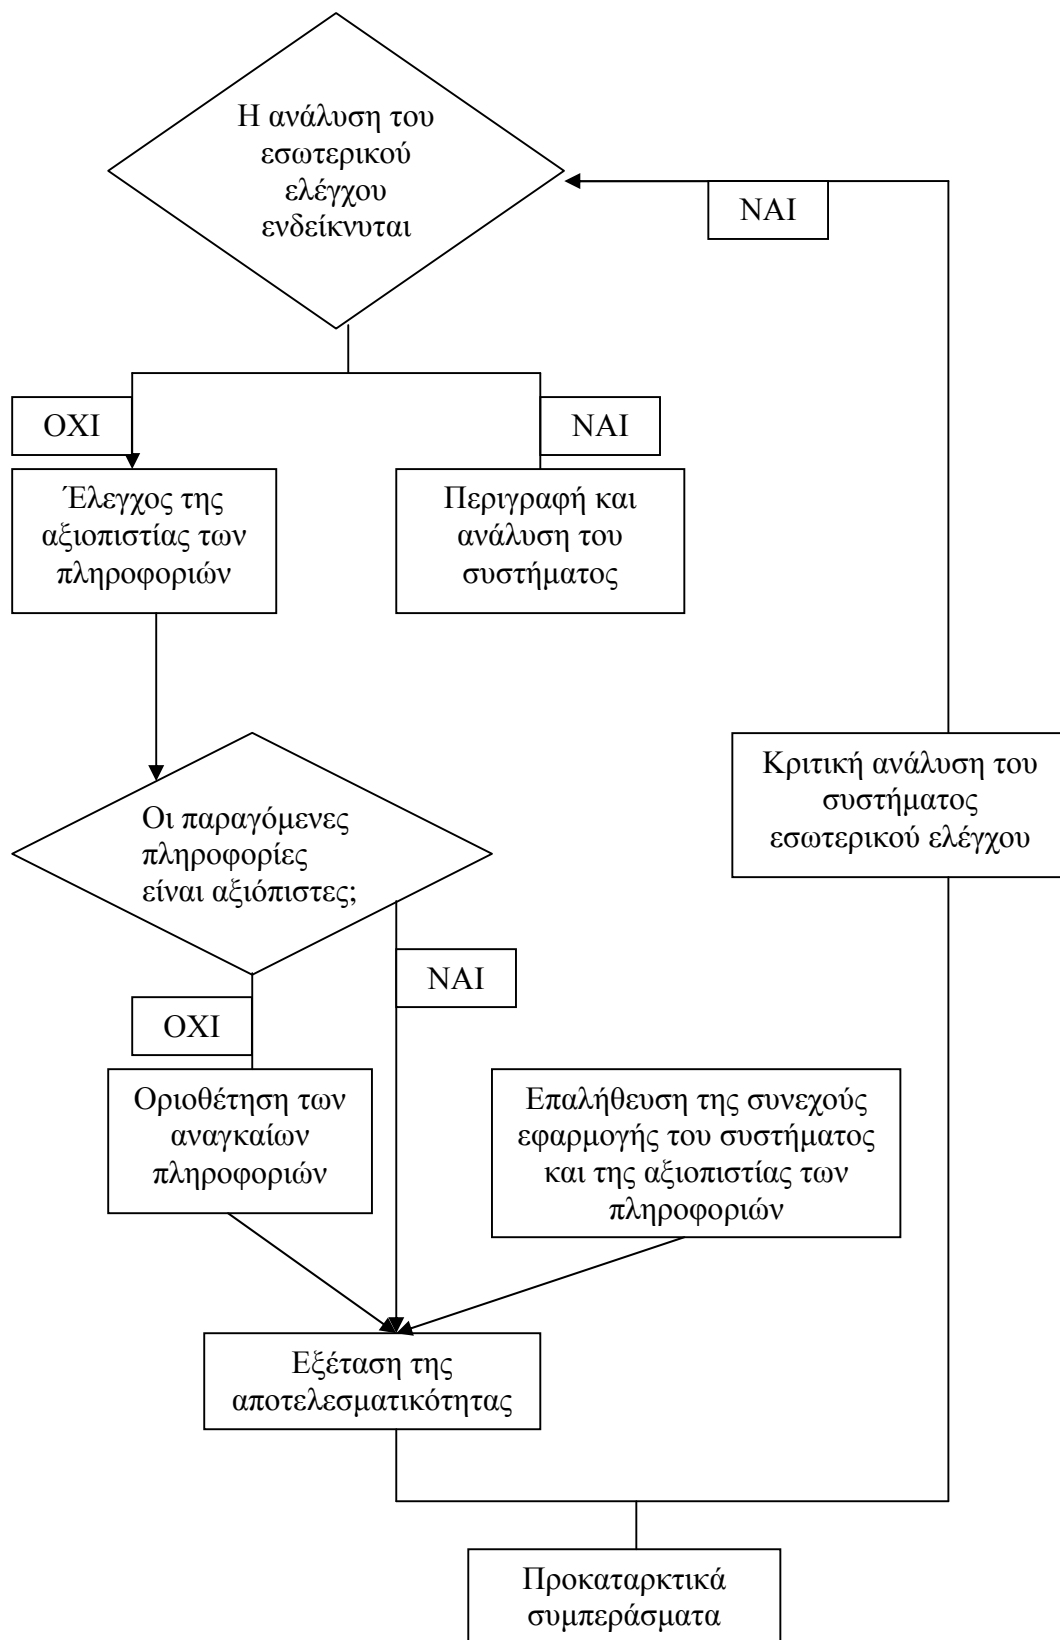 Η ανάλυση του
εσωτερικού
ελέγχου
ενδείκνυται
ΝΑΙ
ΟΧΙ
ΝΑΙ
Έλεγχος της
αξιοπιστίας των
πληροφοριών
Περιγραφή και
ανάλυση του
συστήματος
Κριτική ανάλυση του
συστήματος
εσωτερικού ελέγχου
Οι παραγόμενες
πληροφορίες
είναι αξιόπιστες;
ΝΑΙ
ΟΧΙ
Οριοθέτηση των
αναγκαίων
πληροφοριών
Επαλήθευση της συνεχούς
εφαρμογής του συστήματος
και της αξιοπιστίας των
πληροφοριών
Εξέταση της
αποτελεσματικότητας
Προκαταρκτικά
συμπεράσματα